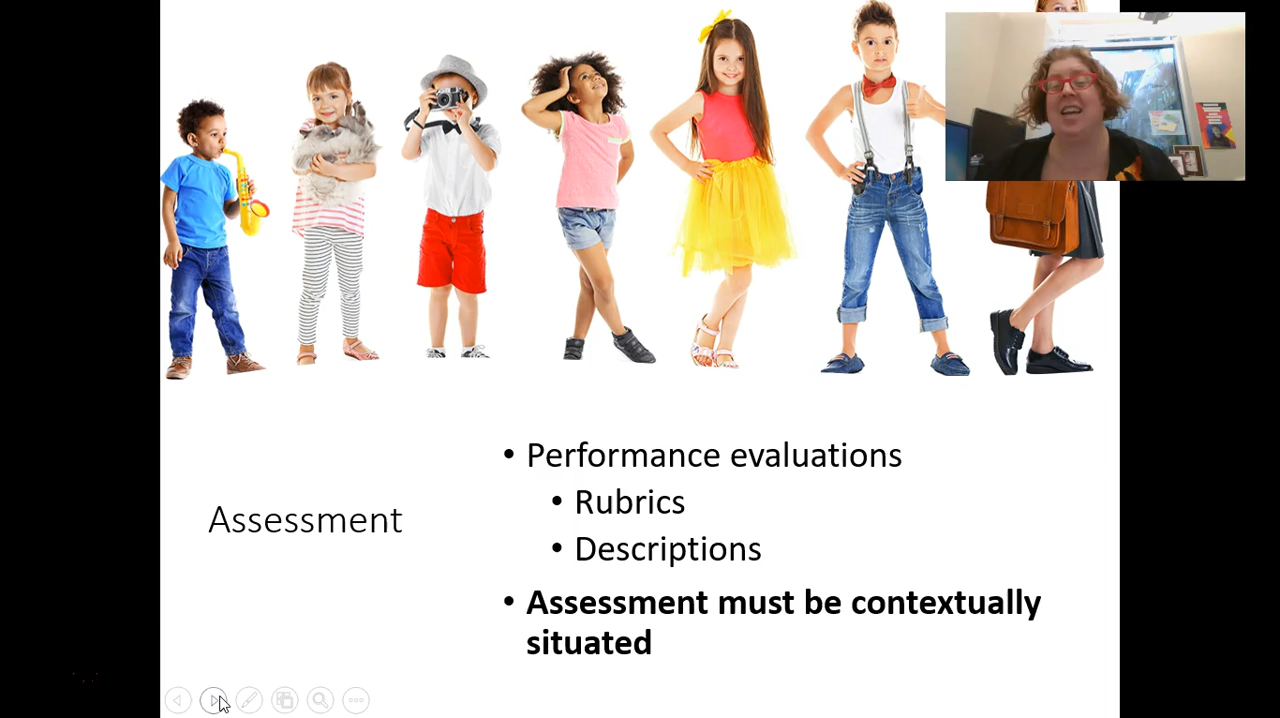 Assessment
• Performance evaluations
• Rubrics
• Descriptions
• Assessment must be contextually
situated